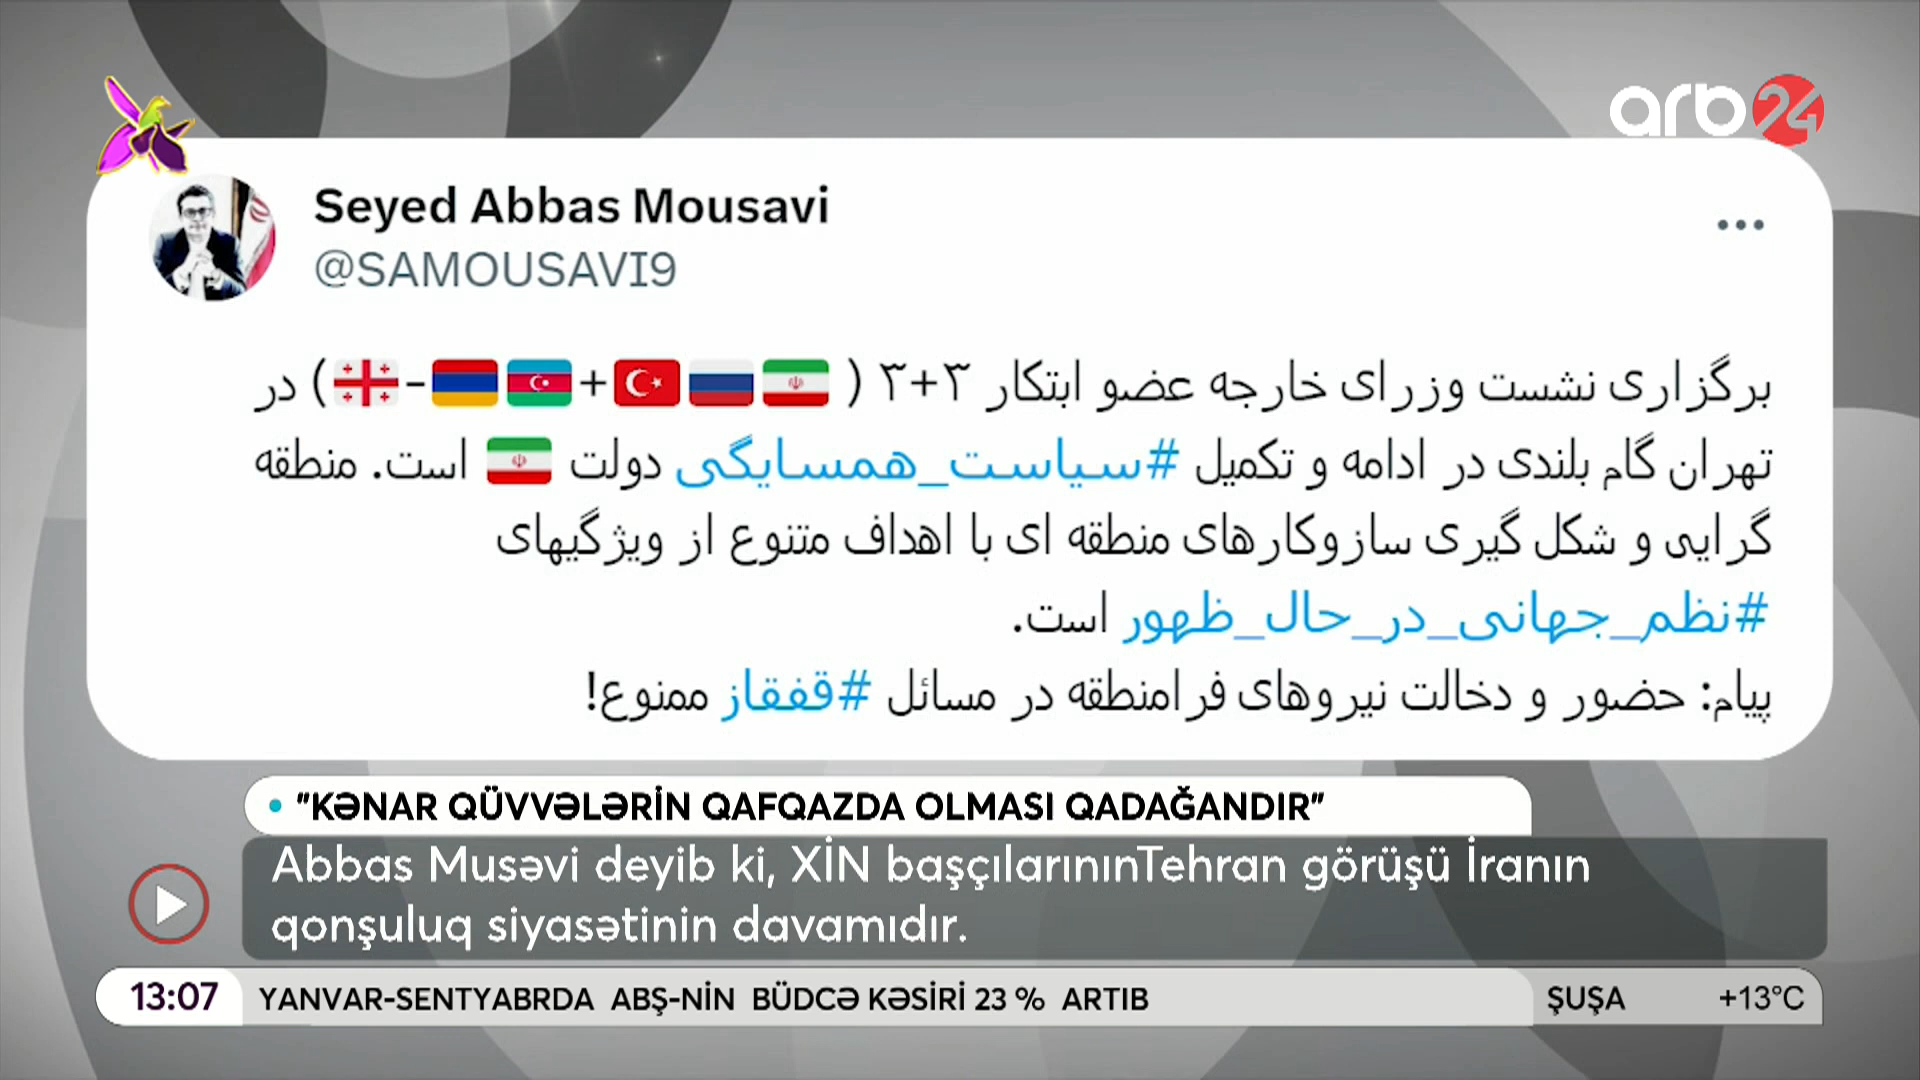 arb24
Seyed Abbas Mousavi
@SAMOUSAVI9
برگزاری نشست وزرای خارجه عضو ابتکار ۳+۳ ( 🇮🇷🇷🇺🇹🇷+🇦🇿🇦🇲-🇬🇪) در
تهران گام بلندی در ادامه و تکمیل #سیاست_همسایگی دولت 🇮🇷 است. منطقه
گرایی و شکل گیری سازوکارهای منطقه ای با اهداف متنوع از ویژگیهای
#نظم_جهانی_در_حال_ظهور است.
پیام: حضور و دخالت نیروهای فرامنطقه در مسائل #قفقاز ممنوع!
"KƏNAR QÜVVƏLƏRİN QAFQAZDA OLMASI QADAĞANDIR"
Abbas Musəvi deyib ki, XİN başçılarınınTehran görüşü İranın
qonşuluq siyasətinin davamıdır.
13:07 YANVAR-SENTYABRDA ABŞ-NİN BÜDCƏ KƏSİRİ 23 % ARTIB ŞUŞA +13°C